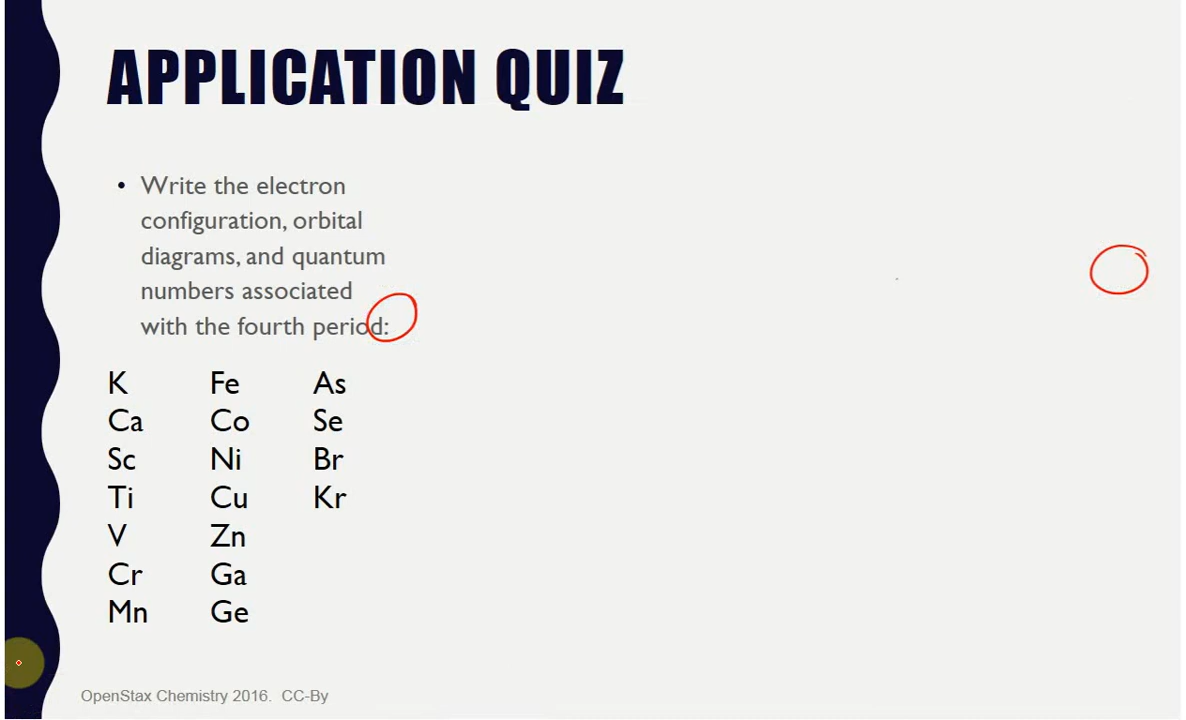 APPLICATION QUIZ
• Write the electron
configuration, orbital
diagrams, and quantum
numbers associated
with the fourth period:
K Fe As
Ca Co Se
Sc Ni Br
Ti Cu Kr
V Zn
Cr Ga
Mn Ge
OpenStax Chemistry 2016. CC-By